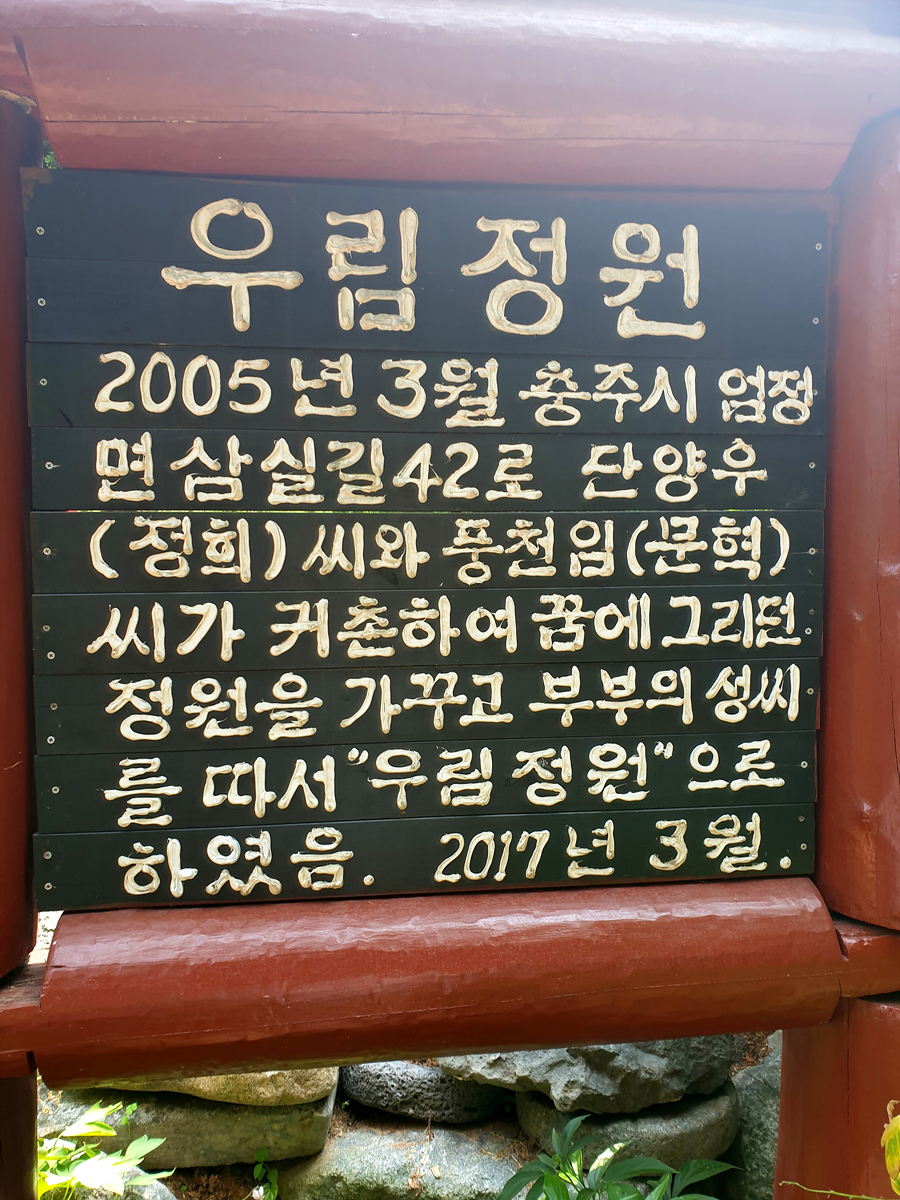 우림정원
2005년 3월 충주시 엄정
면 삼실길42로 단양우
(정희)씨와 풍천임(문혁)
씨가 귀촌하여 꿈에그리던
정원을 가꾸고 부부의 성씨
를 따서"우림정원"으로
하였음. 2017년 3월.